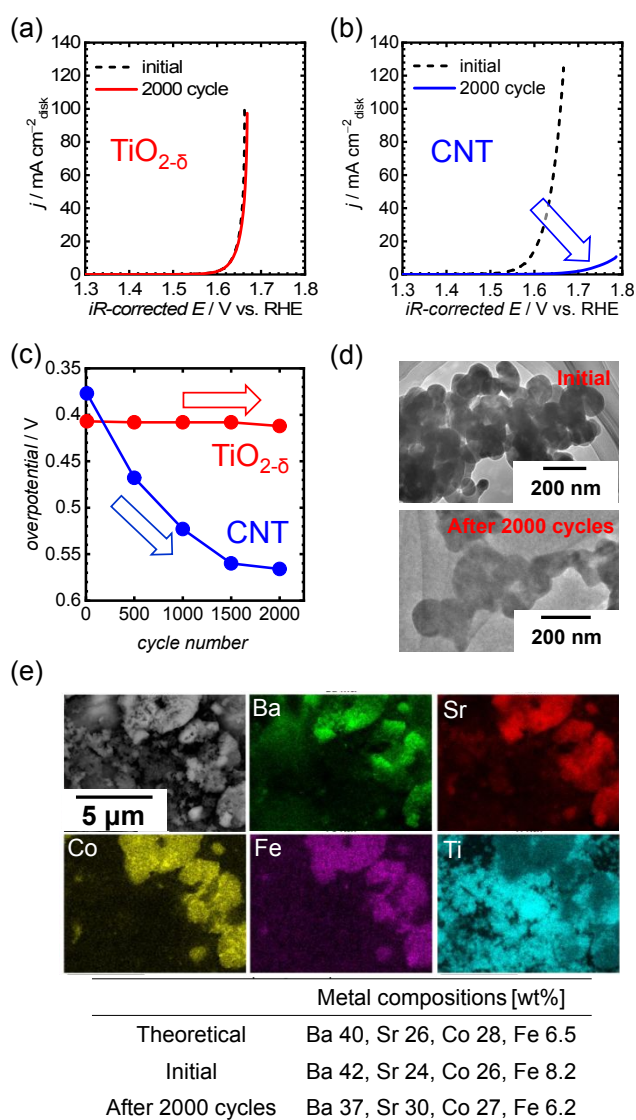 (a)
140
120
100
80
60
40
20
0
j / mA cm−2disk
initial
2000 cycle
TiO2-δ
1.3 1.4 1.5 1.6 1.7 1.8
iR-corrected E / V vs. RHE
(b)
140
120
100
80
60
40
20
0
j / mA cm−2disk
initial
2000 cycle
CNT
1.3 1.4 1.5 1.6 1.7 1.8
iR-corrected E / V vs. RHE
(c)
0.35
0.4
0.45
0.5
0.55
0.6
overpotential / V
TiO2-δ
CNT
0 500 1000 1500 2000
cycle number
(d)
Initial
200 nm
After 2000 cycles
200 nm
(e)
5 µm
Ba
Sr
Co
Fe
Ti
Metal compositions [wt%]
Theoretical Ba 40, Sr 26, Co 28, Fe 6.5
Initial Ba 42, Sr 24, Co 26, Fe 8.2
After 2000 cycles Ba 37, Sr 30, Co 27, Fe 6.2